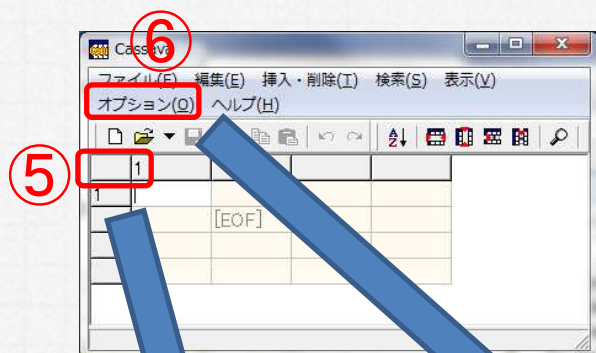 ⑥
Cassava
ファイル(F) 編集(E) 挿入・削除(T) 検索(S) 表示(V)
オプション(O) ヘルプ(H)
⑤
1
1
[EOF]